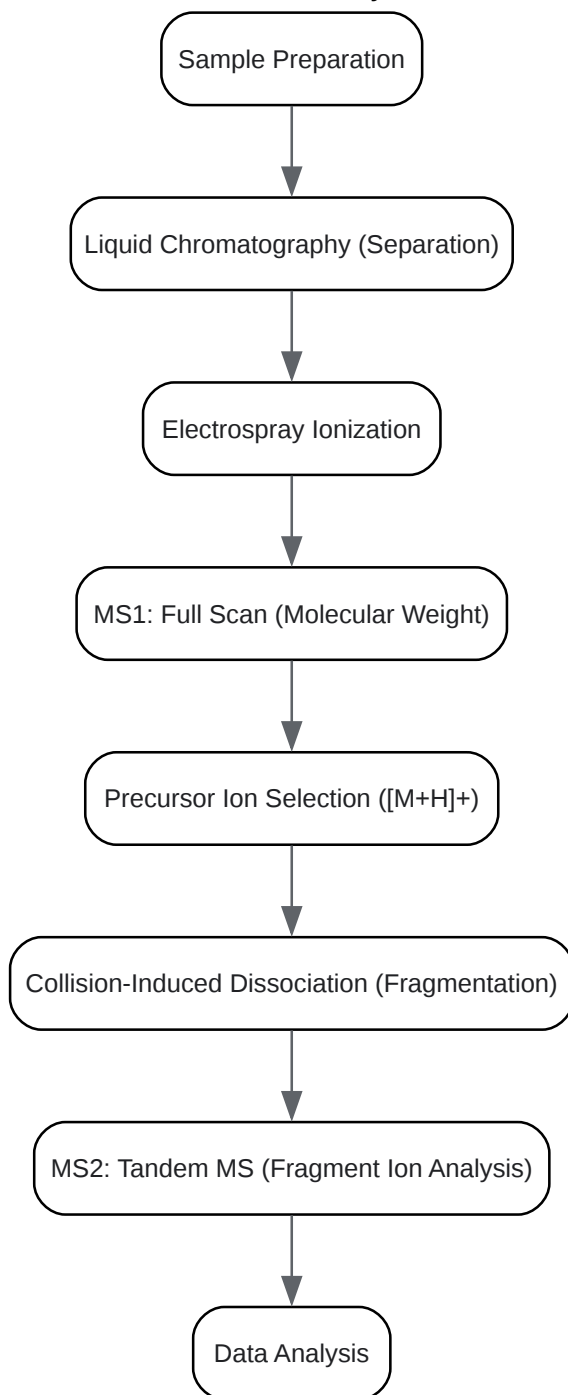 Sample Preparation
Liquid Chromatography (Separation)
Electrospray Ionization
MS1: Full Scan (Molecular Weight)
Precursor Ion Selection ([M+H]+)
Collision-Induced Dissociation (Fragmentation)
MS2: Tandem MS (Fragment Ion Analysis)
Data Analysis